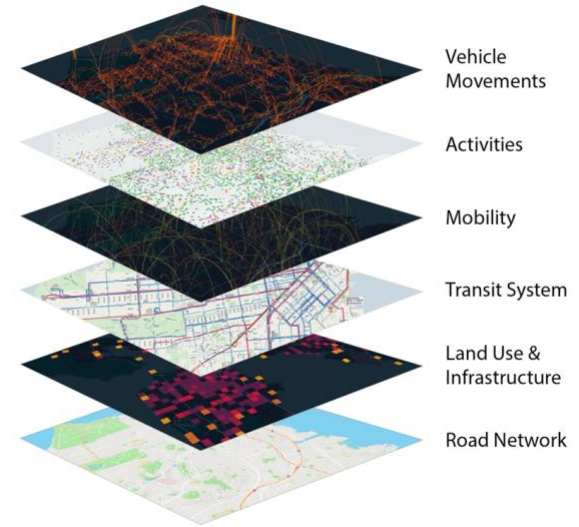 Vehicle
Movements
Activities
Mobility
Transit System
Land Use &
Infrastructure
Road Network